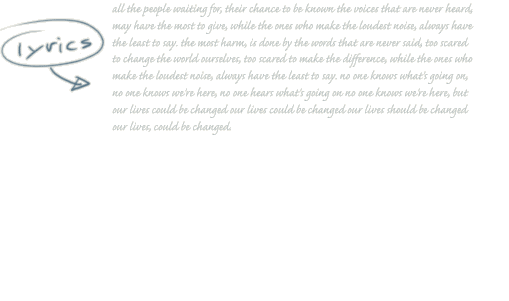 all the people waiting for, their chance to be known the voices that are never heard,
may have the most to give, while the ones who make the loudest noise, always have
the least to say. the most harm, is done by the words that are never said, too scared
to change the world ourselves, too scared to make the difference, while the ones who
make the loudest noise, always have the least to say. no one knows what's going on,
no one knows we're here, no one hears what's going on no one knows we're here, but
our lives could be changed our lives could be changed our lives should be changed
our lives, could be changed.
lyrics